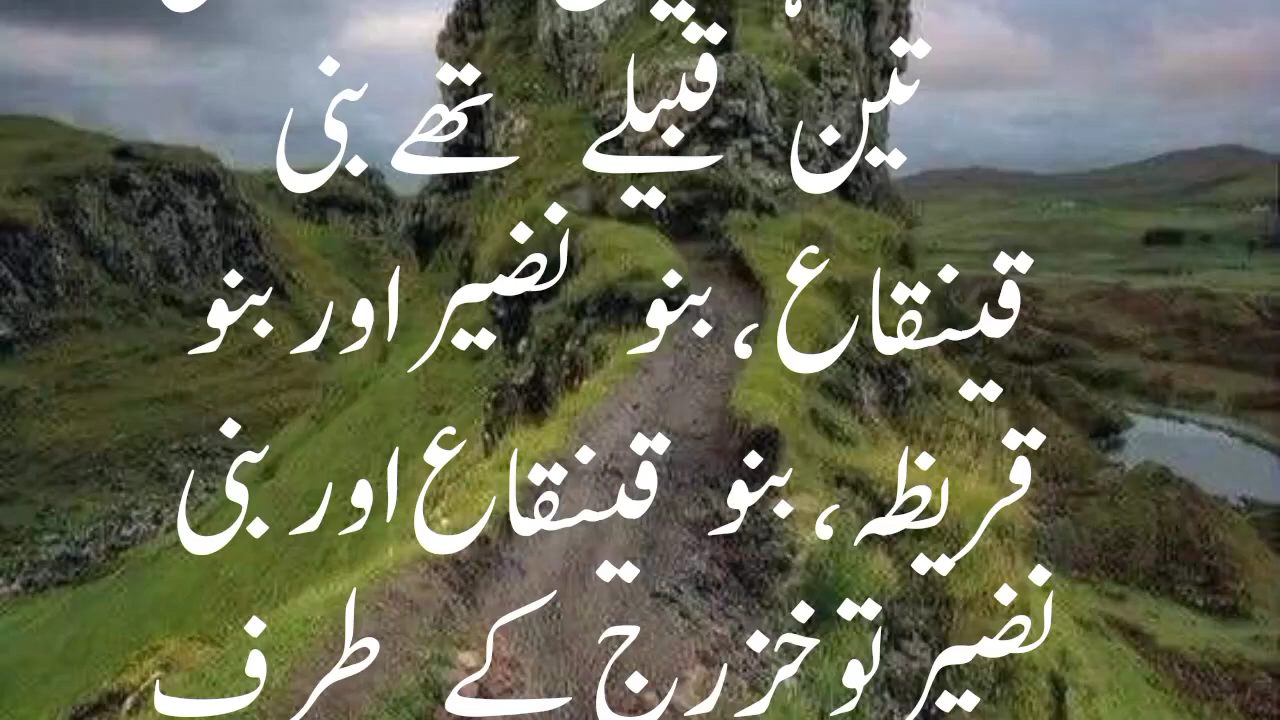 تین قبیلے تھے بنی
قینقاع، بنو نضیر اور بنو
قریظہ، بنو قینقاع اور بنی
نضیر تو خزرج کے طرف